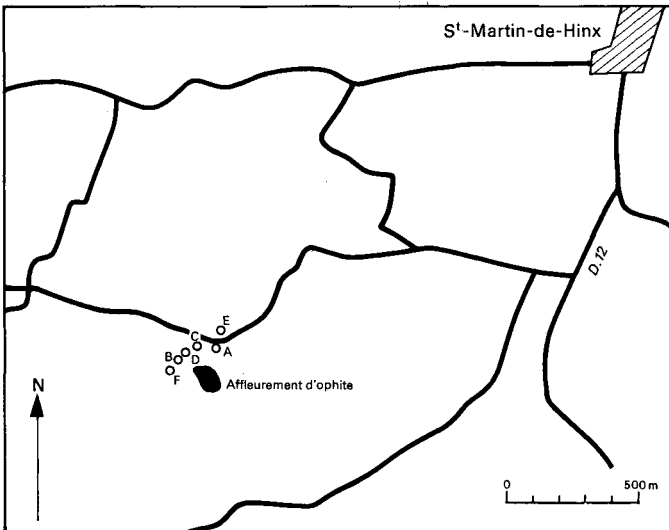 Sᵗ-Martin-de-Hinx
D.12
E
C
A
B
D
F
Affleurement d'ophite
N
0
500 m